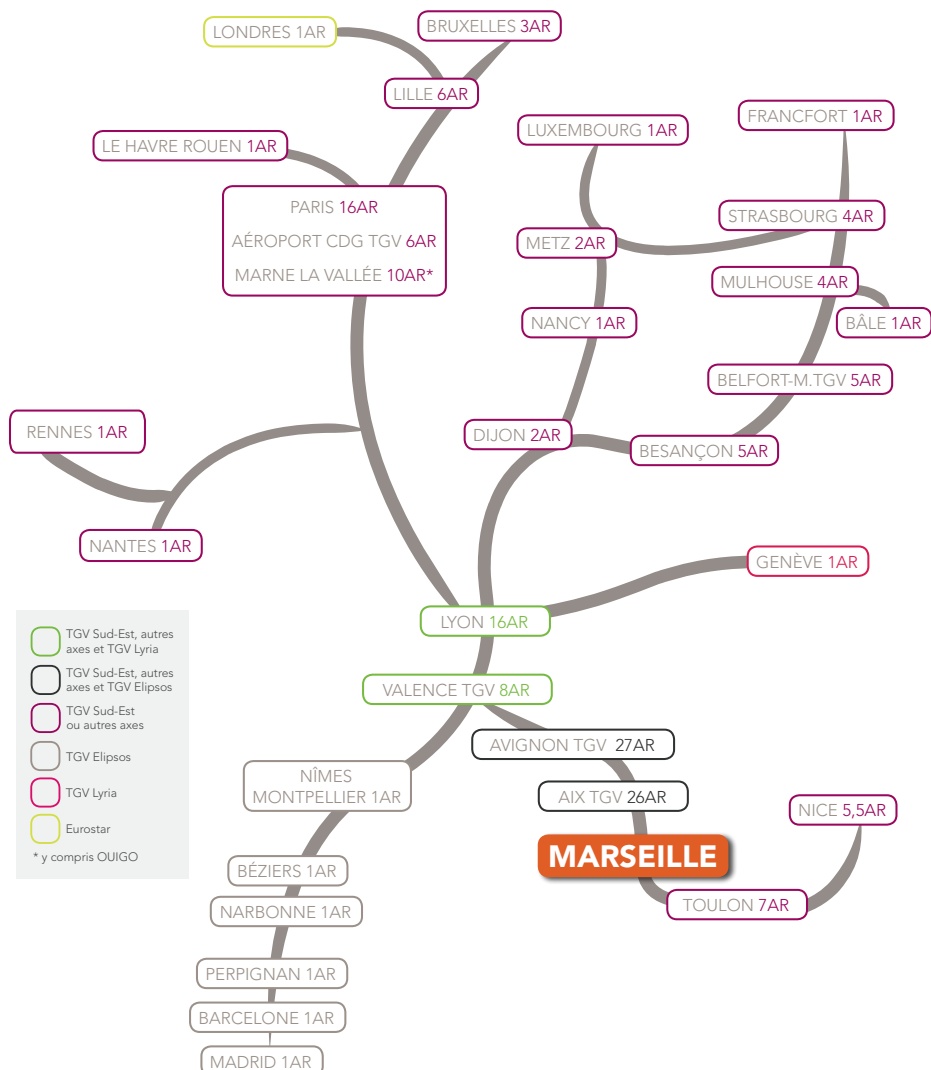 LONDRES 1AR
BRUXELLES 3AR
LILLE 6AR
LE HAVRE ROUEN 1AR
PARIS 16AR
AÉROPORT CDG TGV 6AR
MARNE LA VALLÉE 10AR*
LUXEMBOURG 1AR
FRANCFORT 1AR
STRASBOURG 4AR
METZ 2AR
MULHOUSE 4AR
BÂLE 1AR
NANCY 1AR
BELFORT-M.TGV 5AR
RENNES 1AR
DIJON 2AR
BESANÇON 5AR
NANTES 1AR
GENÈVE 1AR
LYON 16AR
VALENCE TGV 8AR
AVIGNON TGV 27AR
NÎMES
MONTPELLIER 1AR
AIX TGV 26AR
NICE 5,5AR
MARSEILLE
BÉZIERS 1AR
TOULON 7AR
NARBONNE 1AR
PERPIGNAN 1AR
BARCELONE 1AR
MADRID 1AR
TGV Sud-Est, autres
axes et TGV Lyria
TGV Sud-Est, autres
axes et TGV Elipsos
TGV Sud-Est
ou autres axes
TGV Elipsos
TGV Lyria
Eurostar
* y compris OUIGO